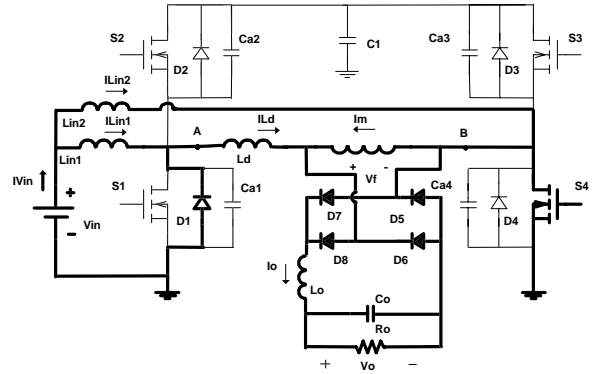 S2
Ca2
D2
C1
Ca3
S3
D3
ILin2
Lin2
ILin1
Lin1
A
ILd
Ld
Im
B
+ -
Vf
IVin
+
Vin
-
S1
D1
Ca1
D7
D5
Ca4
D4
S4
D8
D6
Io
Lo
Co
Ro
+ Vo −